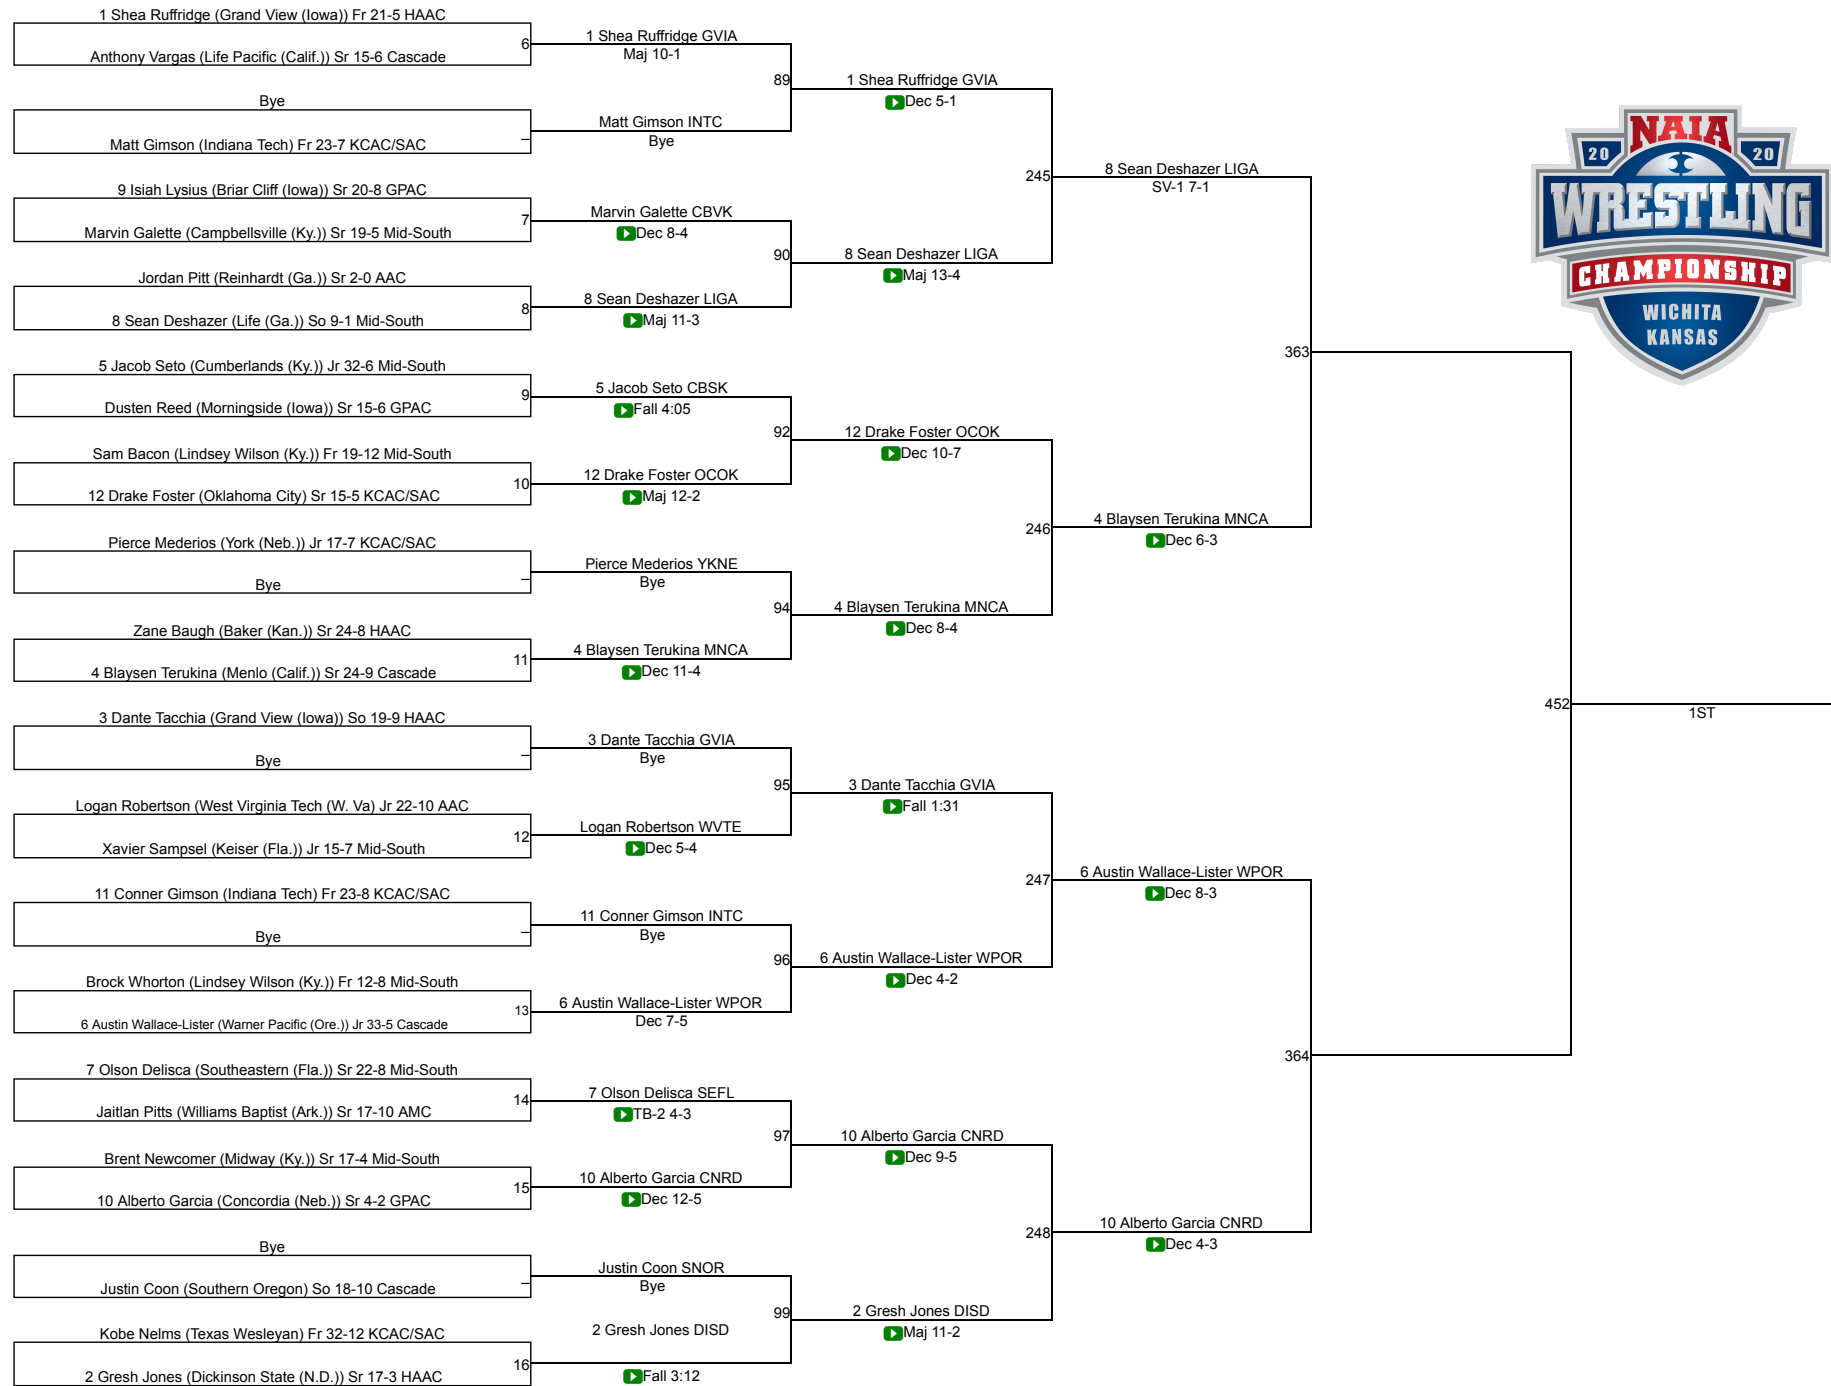 1 Shea Ruffridge (Grand View (Iowa)) Fr 21-5 HAAC
6
Anthony Vargas (Life Pacific (Calif.)) Sr 15-6 Cascade
Bye
Matt Gimson (Indiana Tech) Fr 23-7 KCAC/SAC
9 Isiah Lysius (Briar Cliff (Iowa)) Sr 20-8 GPAC
7
Marvin Galette (Campbellsville (Ky.)) Sr 19-5 Mid-South
Jordan Pitt (Reinhardt (Ga.)) Sr 2-0 AAC
8
8 Sean Deshazer (Life (Ga.)) So 9-1 Mid-South
5 Jacob Seto (Cumberlands (Ky.)) Jr 32-6 Mid-South
9
Dusten Reed (Morningside (Iowa)) Sr 15-6 GPAC
Sam Bacon (Lindsey Wilson (Ky.)) Fr 19-12 Mid-South
10
12 Drake Foster (Oklahoma City) Sr 15-5 KCAC/SAC
Pierce Mederios (York (Neb.)) Jr 17-7 KCAC/SAC
Bye
Zane Baugh (Baker (Kan.)) Sr 24-8 HAAC
11
4 Blaysen Terukina (Menlo (Calif.)) Sr 24-9 Cascade
3 Dante Tacchia (Grand View (Iowa)) So 19-9 HAAC
Bye
Logan Robertson (West Virginia Tech (W. Va) Jr 22-10 AAC
12
Xavier Sampsel (Keiser (Fla.)) Jr 15-7 Mid-South
11 Conner Gimson (Indiana Tech) Fr 23-8 KCAC/SAC
Bye
Brock Whorton (Lindsey Wilson (Ky.)) Fr 12-8 Mid-South
13
6 Austin Wallace-Lister (Warner Pacific (Ore.)) Jr 33-5 Cascade
7 Olson Delisca (Southeastern (Fla.)) Sr 22-8 Mid-South
14
Jaitlan Pitts (Williams Baptist (Ark.)) Sr 17-10 AMC
Brent Newcomer (Midway (Ky.)) Sr 17-4 Mid-South
15
10 Alberto Garcia (Concordia (Neb.)) Sr 4-2 GPAC
Bye
Justin Coon (Southern Oregon) So 18-10 Cascade
Kobe Nelms (Texas Wesleyan) Fr 32-12 KCAC/SAC
16
2 Gresh Jones (Dickinson State (N.D.)) Sr 17-3 HAAC
1 Shea Ruffridge GVIA
Maj 10-1
89
Matt Gimson INTC
Bye
Marvin Galette CBVK
Dec 8-4
90
8 Sean Deshazer LIGA
Maj 11-3
5 Jacob Seto CBSK
Fall 4:05
92
12 Drake Foster OCOK
Maj 12-2
Pierce Mederios YKNE
Bye
94
4 Blaysen Terukina MNCA
Dec 11-4
3 Dante Tacchia GVIA
Bye
95
Logan Robertson WVTE
Dec 5-4
11 Conner Gimson INTC
Bye
96
6 Austin Wallace-Lister WPOR
Dec 7-5
7 Olson Delisca SEFL
TB-2 4-3
97
10 Alberto Garcia CNRD
Dec 12-5
Justin Coon SNOR
Bye
99
2 Gresh Jones DISD
Fall 3:12
1 Shea Ruffridge GVIA
Dec 5-1
245
8 Sean Deshazer LIGA
Maj 13-4
12 Drake Foster OCOK
Dec 10-7
246
4 Blaysen Terukina MNCA
Dec 8-4
3 Dante Tacchia GVIA
Fall 1:31
247
6 Austin Wallace-Lister WPOR
Dec 4-2
10 Alberto Garcia CNRD
Dec 9-5
248
2 Gresh Jones DISD
Maj 11-2
8 Sean Deshazer LIGA
SV-1 7-1
363
4 Blaysen Terukina MNCA
Dec 6-3
6 Austin Wallace-Lister WPOR
Dec 8-3
364
10 Alberto Garcia CNRD
Dec 4-3
452
1ST
NAIA
20 20
WRESTLING
CHAMPIONSHIP
WICHITA
KANSAS